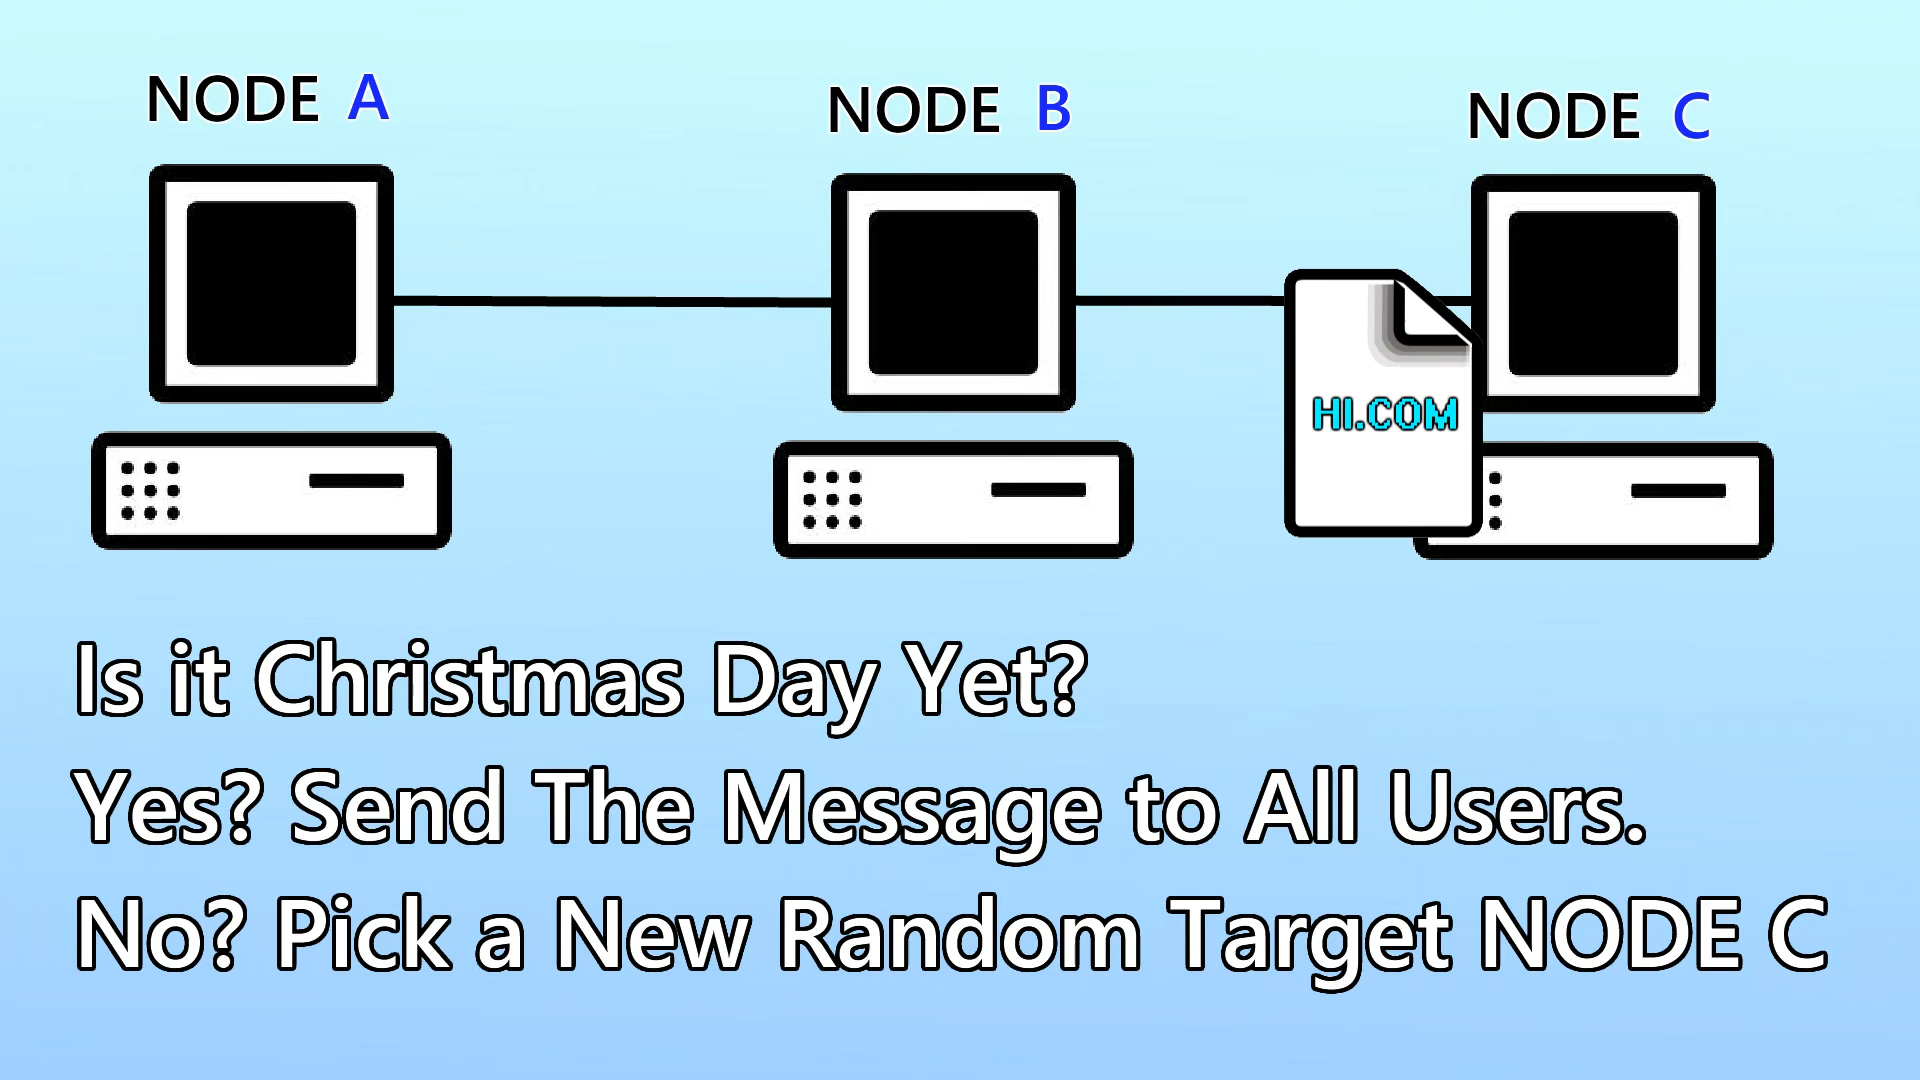 NODE A
NODE B
NODE C
HI.COM
Is it Christmas Day Yet?
Yes? Send The Message to All Users.
No? Pick a New Random Target NODE C